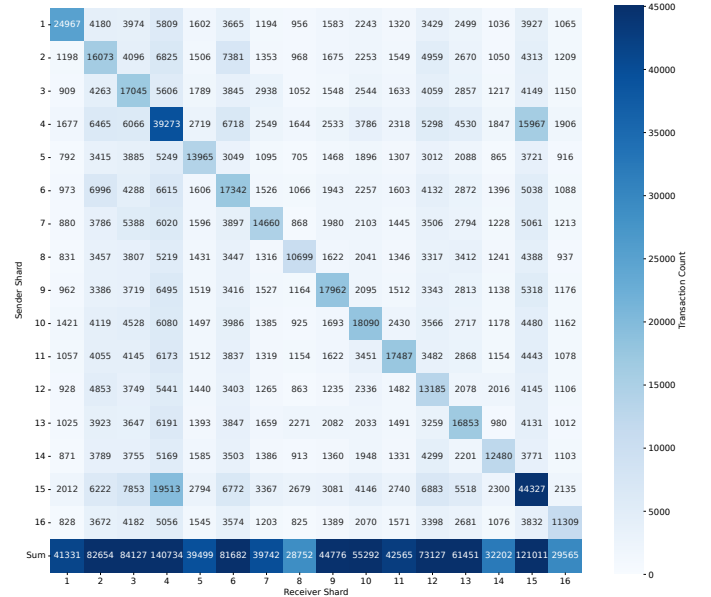 1 24967 4180 3974 5809 1602 3665 1194 956 1583 2243 1320 3429 2499 1036 3927 1065
2 1198 16073 4096 6825 1506 7381 1353 968 1675 2253 1549 4959 2670 1050 4313 1209
3 909 4263 17045 5606 1789 3845 2938 1052 1548 2544 1633 4059 2857 1217 4149 1150
4 1677 6465 6066 39273 2719 6718 2549 1644 2533 3786 2318 5298 4530 1847 15967 1906
5 792 3415 3885 5249 13965 3049 1095 705 1468 1896 1307 3012 2088 865 3721 916
6 973 6996 4288 6615 1606 17342 1526 1066 1943 2257 1603 4132 2872 1396 5038 1088
7 880 3786 5388 6020 1596 3897 14660 868 1980 2103 1445 3506 2794 1228 5061 1213
8 831 3457 3807 5219 1431 3447 1316 10699 1622 2041 1346 3317 3412 1241 4388 937
9 962 3386 3719 6495 1519 3416 1527 1164 17962 2095 1512 3343 2813 1138 5318 1176
10 1421 4119 4528 6080 1497 3986 1385 925 1693 18090 2430 3566 2717 1178 4480 1162
11 1057 4055 4145 6173 1512 3837 1319 1154 1622 3451 17487 3482 2868 1154 4443 1078
12 928 4853 3749 5441 1440 3403 1265 863 1235 2336 1482 13185 2078 2016 4145 1106
13 1025 3923 3647 6191 1393 3847 1659 2271 2082 2033 1491 3259 16853 980 4131 1012
14 871 3789 3755 5169 1585 3503 1386 913 1360 1948 1331 4299 2201 12480 3771 1103
15 2012 6222 7853 19513 2794 6772 3367 2679 3081 4146 2740 6883 5518 2300 44327 2135
16 828 3672 4182 5056 1545 3574 1203 825 1389 2070 1571 3398 2681 1076 3832 11309
Sum 41331 82654 84127 140734 39499 81682 39742 28752 44776 55292 42565 73127 61451 32202 121011 29565
1 2 3 4 5 6 7 8 9 10 11 12 13 14 15 16
Receiver Shard
Sender Shard
45000
40000
35000
30000
25000
20000
15000
10000
5000
0
Transaction Count